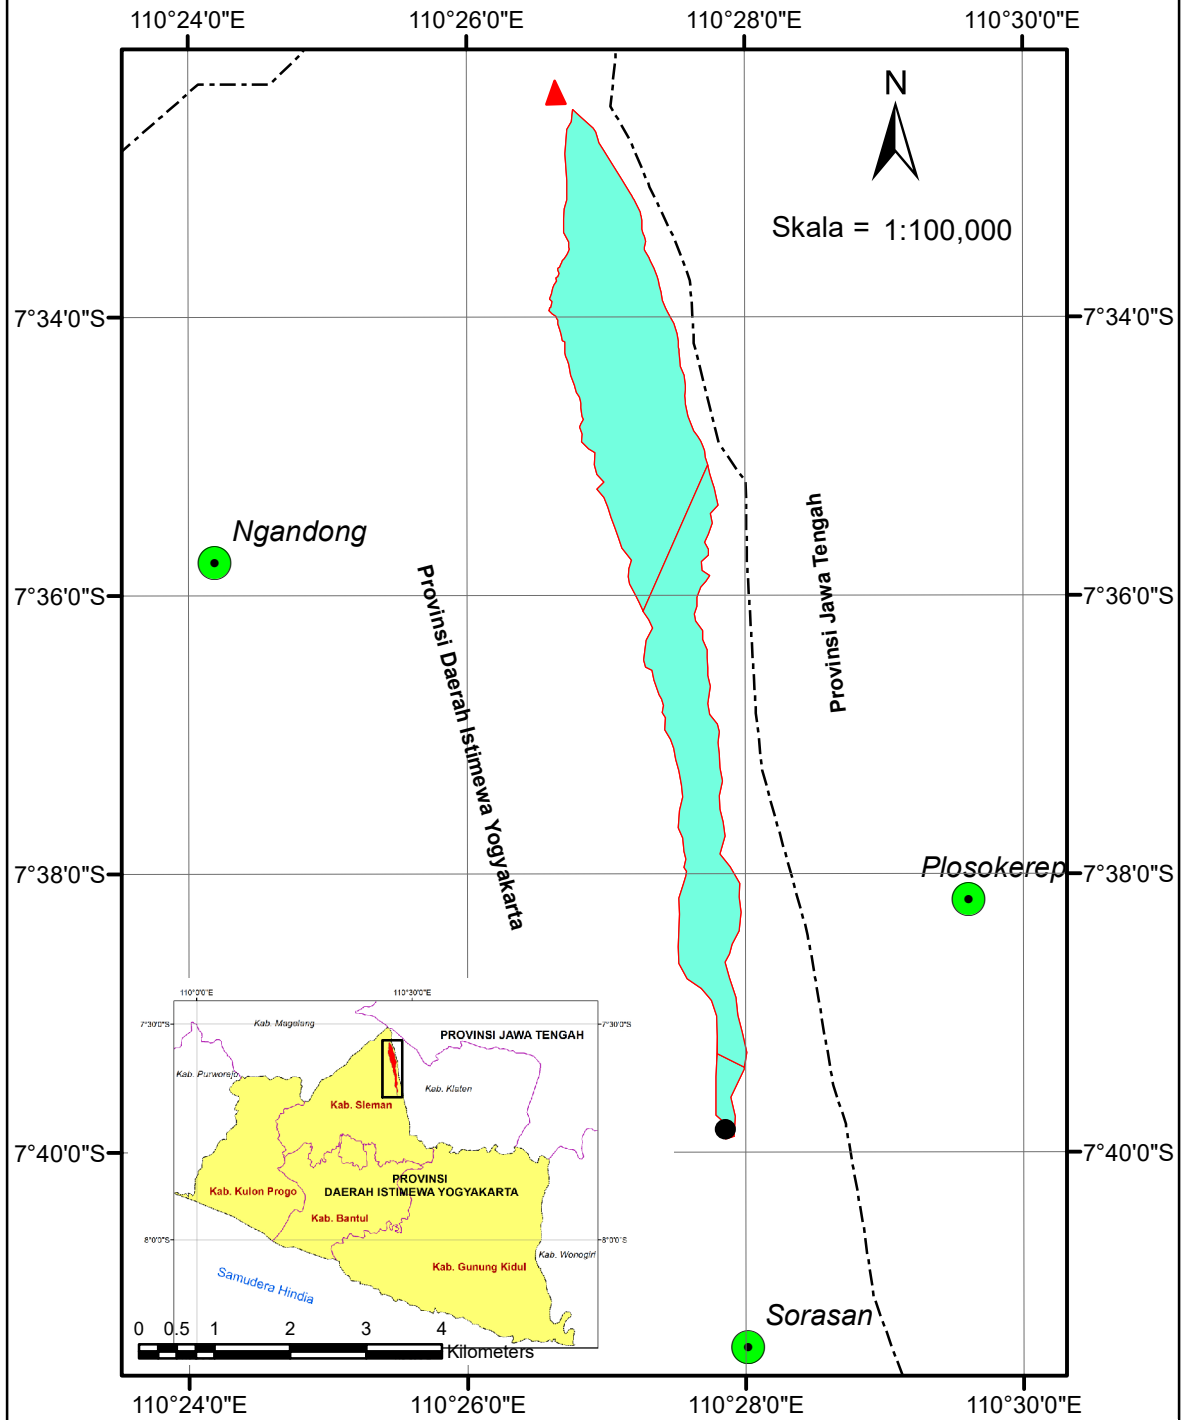 110°24'0"E
110°26'0"E
110°28'0"E
110°30'0"E
N
Skala = 1:100,000
7°34'0"S
7°34'0"S
Ngandong
Provinsi Jawa Tengah
7°36'0"S
7°36'0"S
Provinsi Daerah Istimewa Yogyakarta
Plosokerep
7°38'0"S
7°38'0"S
110°0'0"E
110°30'0"E
7°30'0"S
Kab. Magelang
PROVINSI JAWA TENGAH
7°30'0"S
Kab. Purworejo
Kab. Klaten
Kab. Sleman
7°40'0"S
7°40'0"S
PROVINSI
DAERAH ISTIMEWA YOGYAKARTA
Kab. Kulon Progo
Kab. Bantul
8°0'0"S
8°0'0"S
Kab. Wonogiri
Kab. Gunung Kidul
Samudera Hindia
Sorasan
0 0.5 1 2 3 4
Kilometers
110°24'0"E
110°26'0"E
110°28'0"E
110°30'0"E